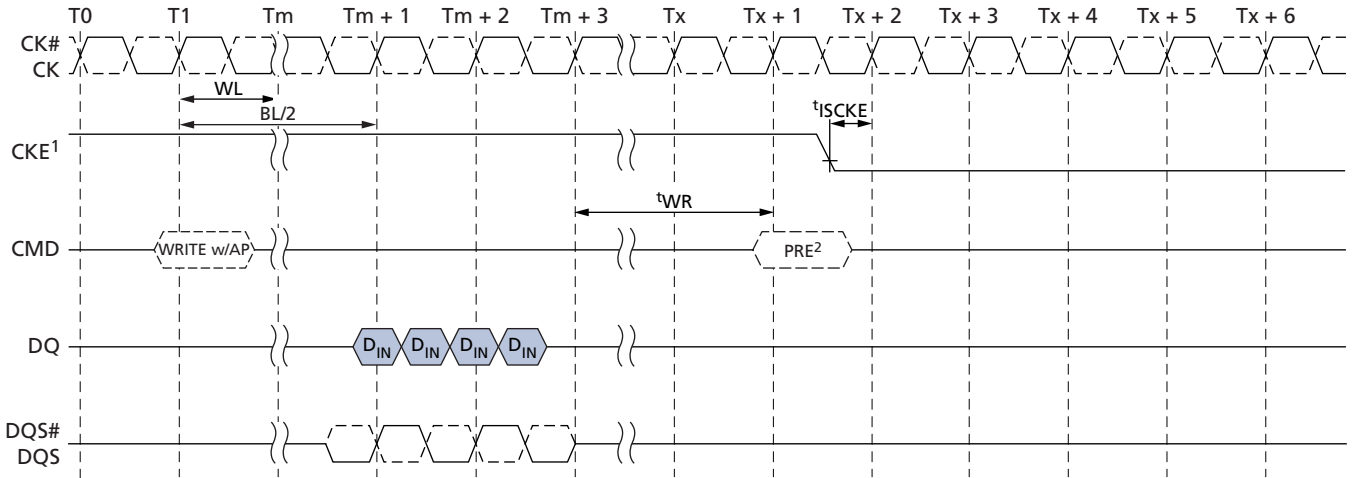 T0 T1 Tm Tm + 1 Tm + 2 Tm + 3 Tx Tx + 1 Tx + 2 Tx + 3 Tx + 4 Tx + 5 Tx + 6
CK#
CK
WL
BL/2
tISCKE
CKE1
tWR
CMD WRITE w/AP PRE2
DQ DIN DIN DIN DIN
DQS#
DQS